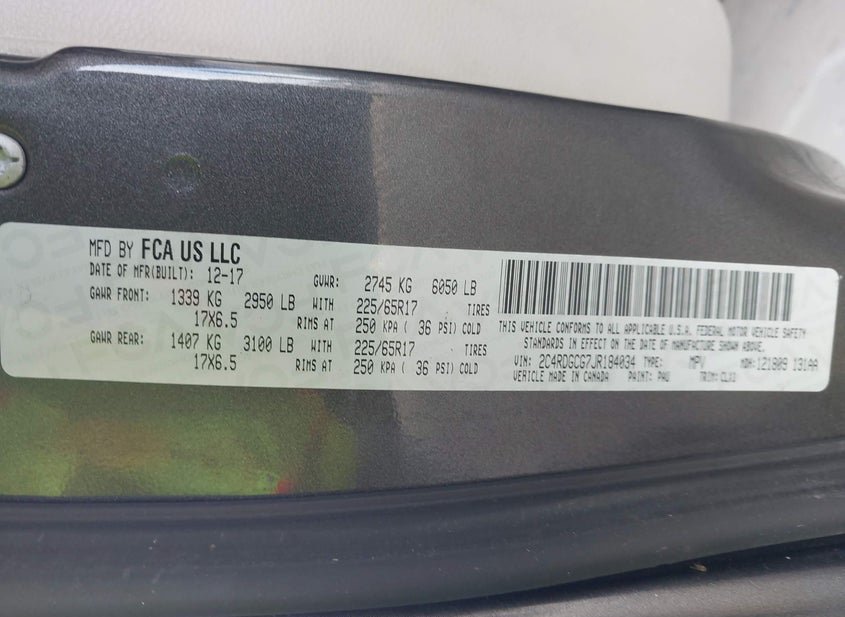 MFD BY FCA US LLC
DATE OF MFR(BUILT): 12-17 GVWR: 2745 KG 6050 LB
GAWR FRONT: 1339 KG 2950 LB WITH 225/65R17 TIRES
17X6.5 RIMS AT 250 KPA ( 36 PSI) COLD
GAWR REAR: 1407 KG 3100 LB WITH 225/65R17 TIRES
17X6.5 RIMS AT 250 KPA ( 36 PSI) COLD
THIS VEHICLE CONFORMS TO ALL APPLICABLE U.S.A. FEDERAL MOTOR VEHICLE SAFETY
STANDARDS IN EFFECT ON THE DATE OF MANUFACTURE SHOWN ABOVE.
VIN: 2C4RDGCG7JR184034 TYPE: MPV MDH: 121909 131AA
VEHICLE MADE IN CANADA PAINT: PAU TRIM: